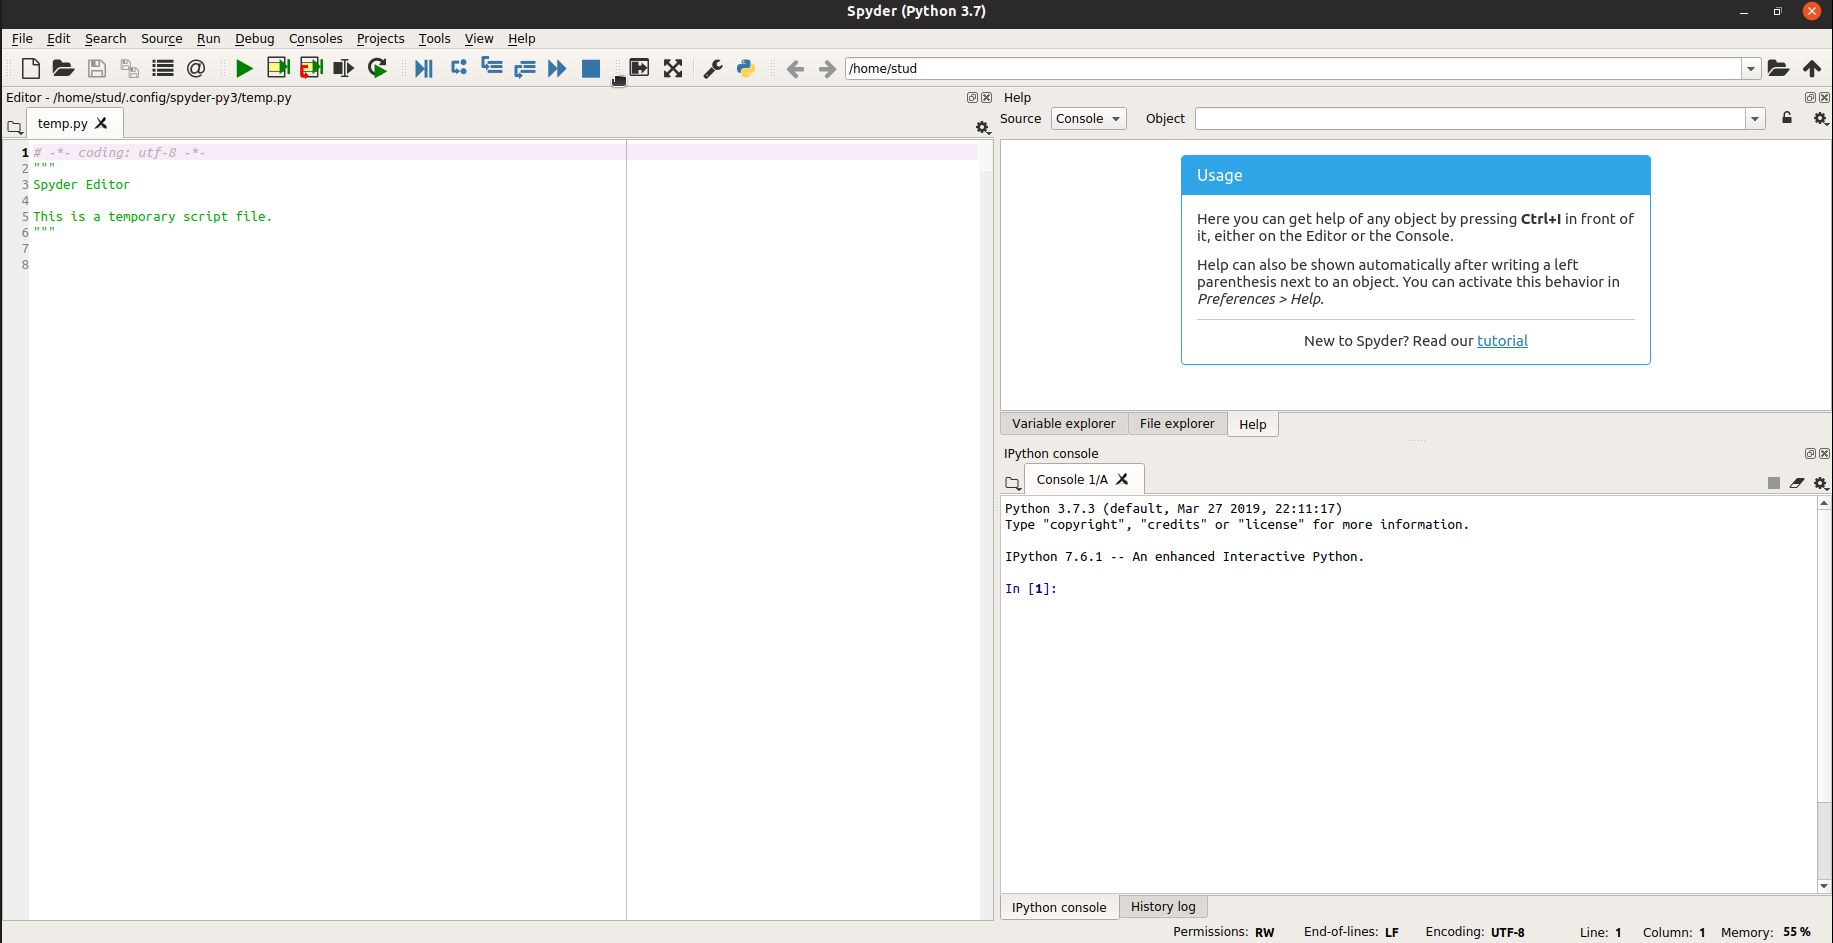 Spyder (Python 3.7)
File Edit Search Source Run Debug Consoles Projects Tools View Help
/home/stud
Editor - /home/stud/.config/spyder-py3/temp.py
temp.py
1 # -*- coding: utf-8 -*-
2 """
3 Spyder Editor
4
5 This is a temporary script file.
6 """
7
8
Help
Source Console Object
Usage
Here you can get help of any object by pressing Ctrl+I in front of
it, either on the Editor or the Console.
Help can also be shown automatically after writing a left
parenthesis next to an object. You can activate this behavior in
Preferences > Help.
New to Spyder? Read our tutorial
Variable explorer File explorer Help
IPython console
Console 1/A
Python 3.7.3 (default, Mar 27 2019, 22:11:17)
Type "copyright", "credits" or "license" for more information.
IPython 7.6.1 -- An enhanced Interactive Python.
In [1]:
IPython console History log
Permissions: RW End-of-lines: LF Encoding: UTF-8 Line: 1 Column: 1 Memory: 55 %